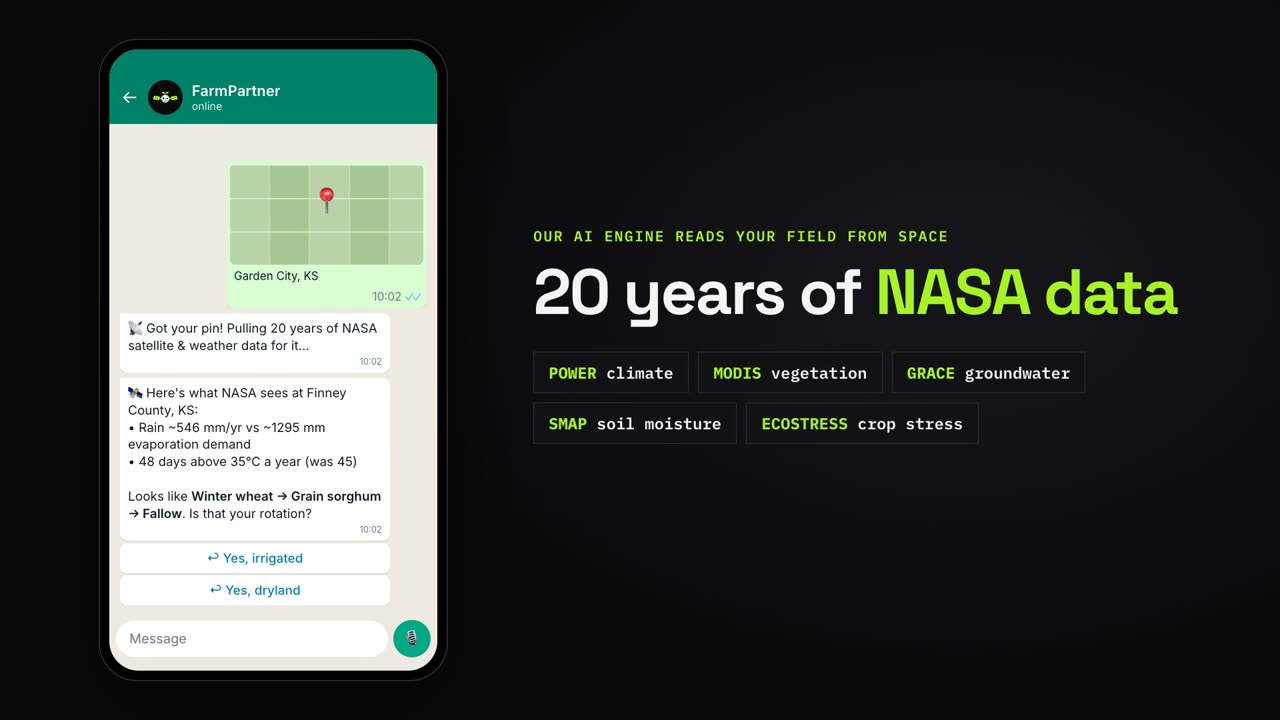 FarmPartner
online
Garden City, KS
10:02
📡 Got your pin! Pulling 20 years of NASA
satellite & weather data for it...
10:02
🛰️ Here's what NASA sees at Finney
County, KS:
• Rain ~546 mm/yr vs ~1295 mm
evaporation demand
• 48 days above 35°C a year (was 45)
Looks like Winter wheat → Grain sorghum
→ Fallow. Is that your rotation?
10:02
↩ Yes, irrigated
↩ Yes, dryland
Message
OUR AI ENGINE READS YOUR FIELD FROM SPACE
20 years of NASA data
POWER climate
MODIS vegetation
GRACE groundwater
SMAP soil moisture
ECOSTRESS crop stress